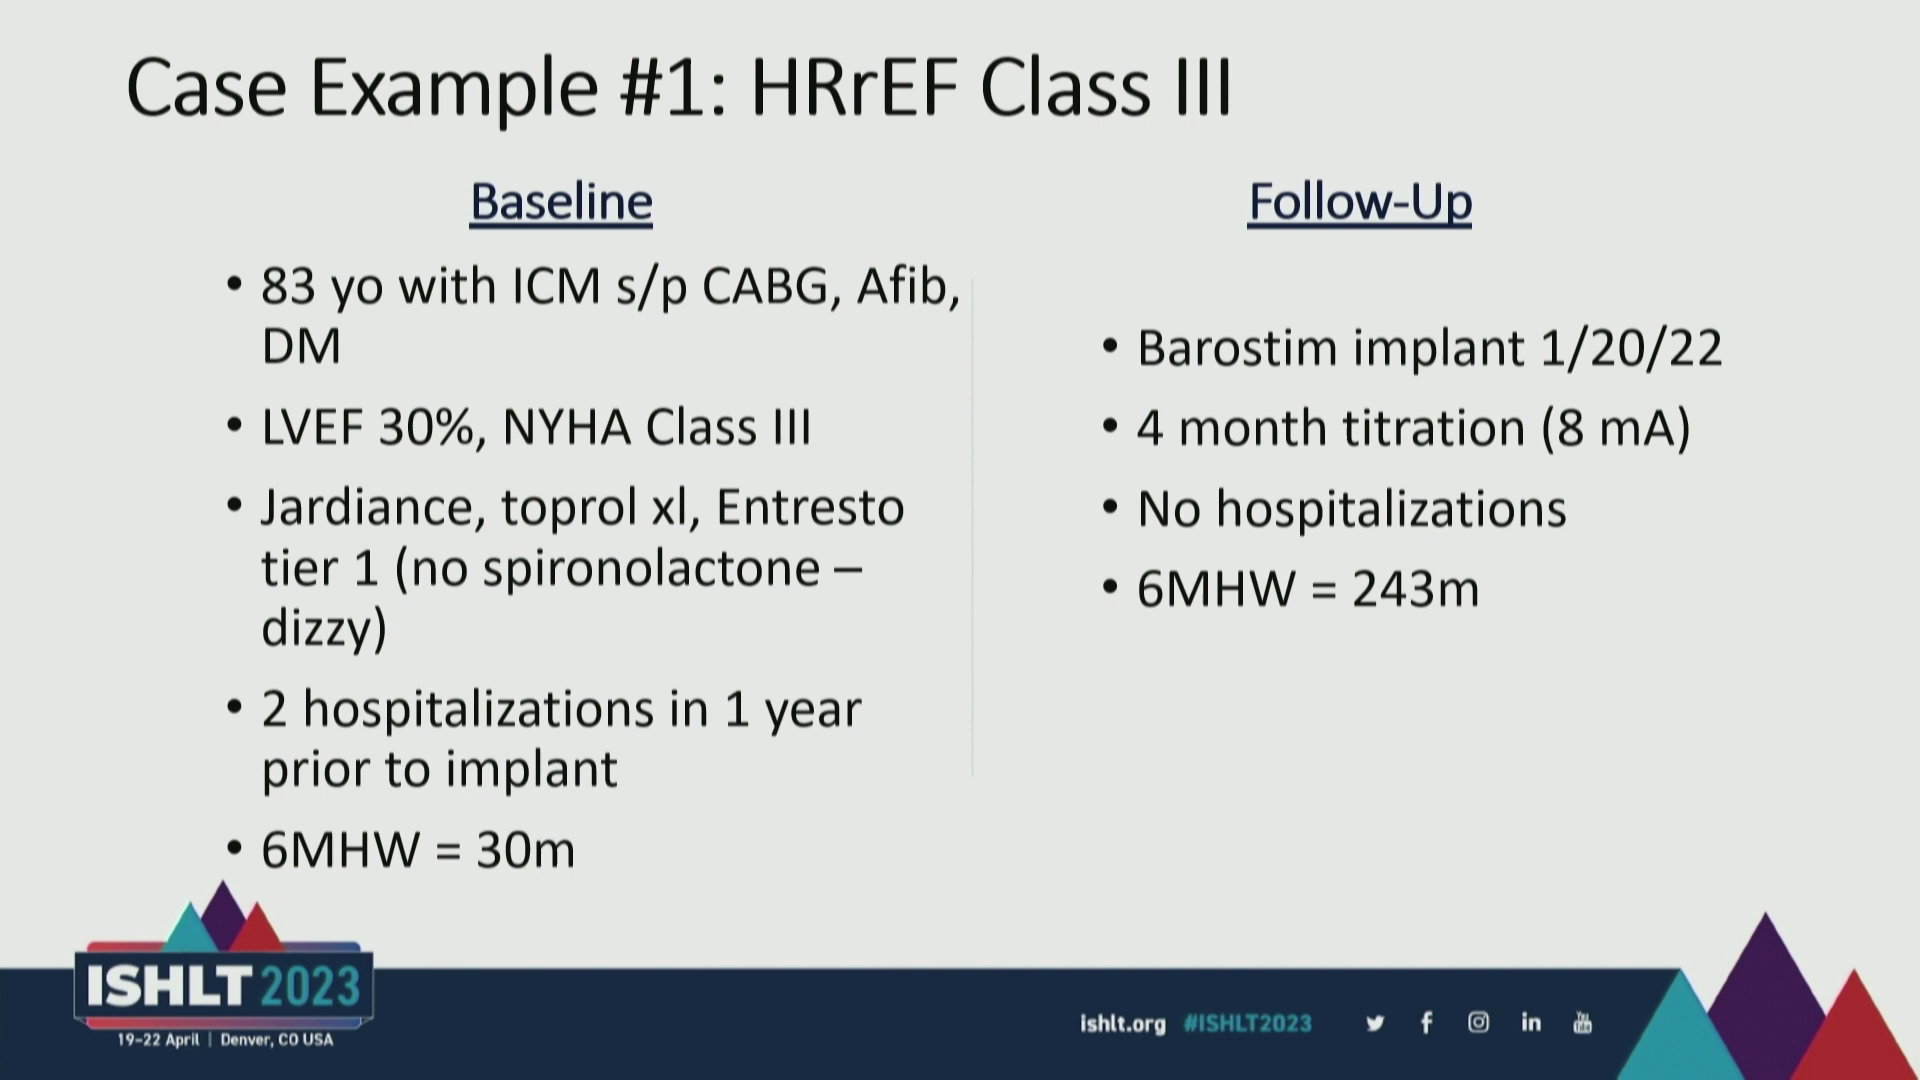 Case Example #1: HRrEF Class III
Baseline
• 83 yo with ICM s/p CABG, Afib,
DM
• LVEF 30%, NYHA Class III
• Jardiance, toprol xl, Entresto
tier 1 (no spironolactone –
dizzy)
• 2 hospitalizations in 1 year
prior to implant
• 6MHW = 30m
Follow-Up
• Barostim implant 1/20/22
• 4 month titration (8 mA)
• No hospitalizations
• 6MHW = 243m
ISHLT 2023
19-22 April | Denver, CO USA
ishlt.org #ISHLT2023